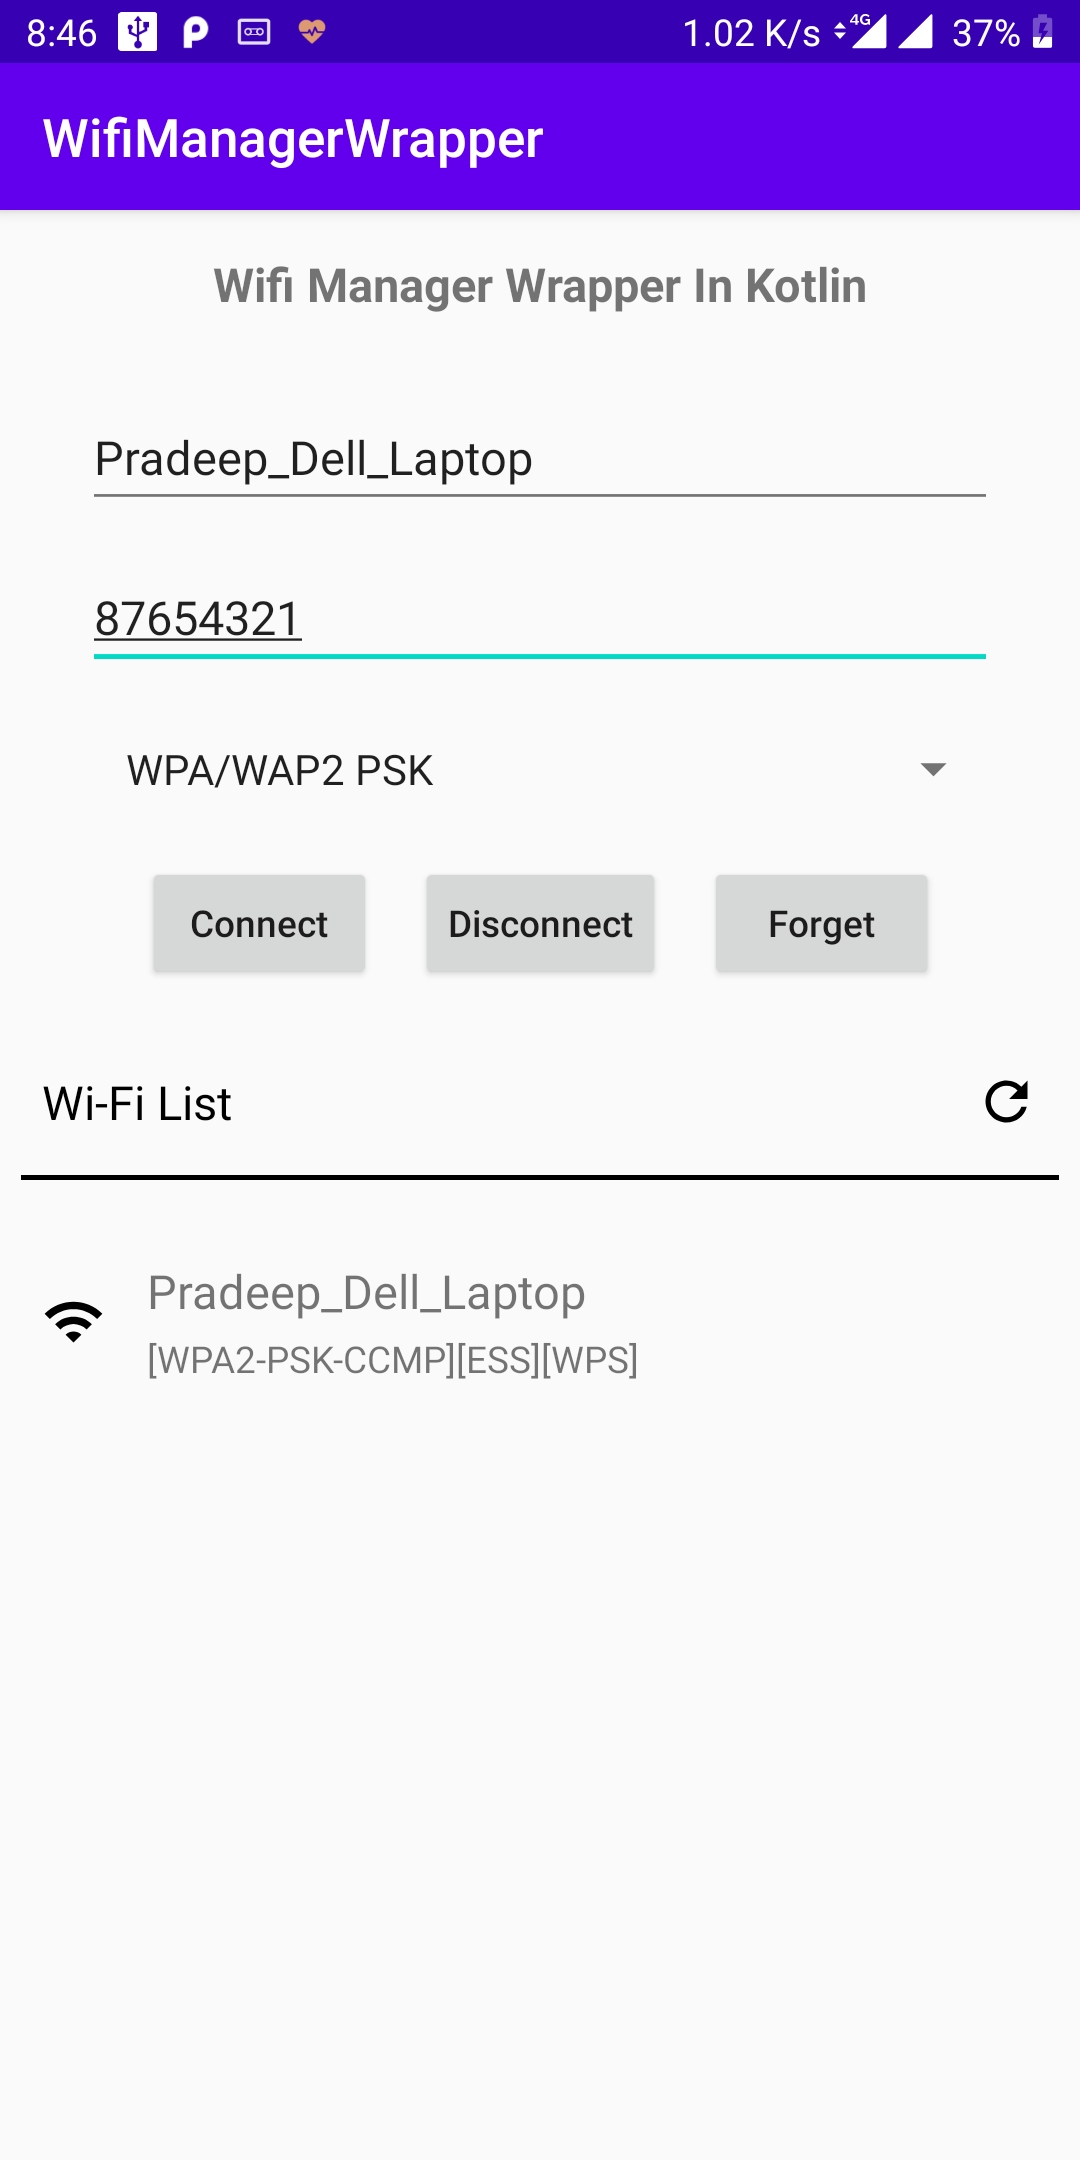 8:46 1.02 K/s 4G 37%
WifiManagerWrapper
Wifi Manager Wrapper In Kotlin
Pradeep_Dell_Laptop
87654321
WPA/WAP2 PSK
Connect Disconnect Forget
Wi-Fi List
Pradeep_Dell_Laptop
[WPA2-PSK-CCMP][ESS][WPS]